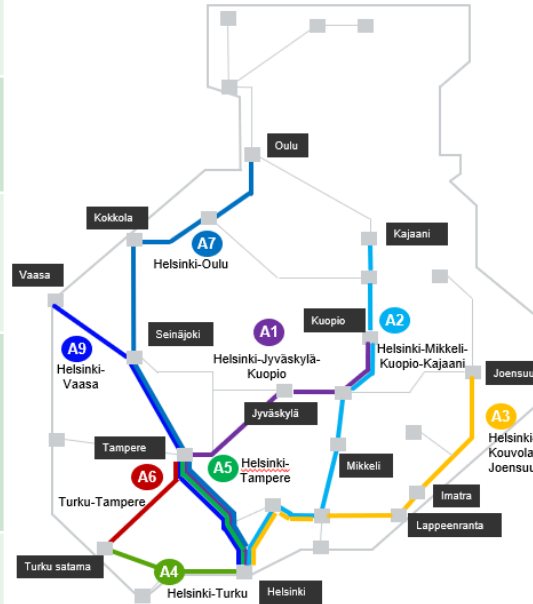 Oulu
Kokkola
A7
Helsinki-Oulu
Kajaani
Vaasa
A9
Helsinki-
Vaasa
Seinäjoki
A1
Helsinki-Jyväskylä-
Kuopio
Kuopio
A2
Helsinki-Mikkeli-
Kuopio-Kajaani
Joensuu
Jyväskylä
A3
Helsinki-
Kouvola
Joensuu
Tampere
A6
Turku-Tampere
A5
Helsinki-
Tampere
Mikkeli
Imatra
Lappeenranta
Turku satama
A4
Helsinki-Turku
Helsinki